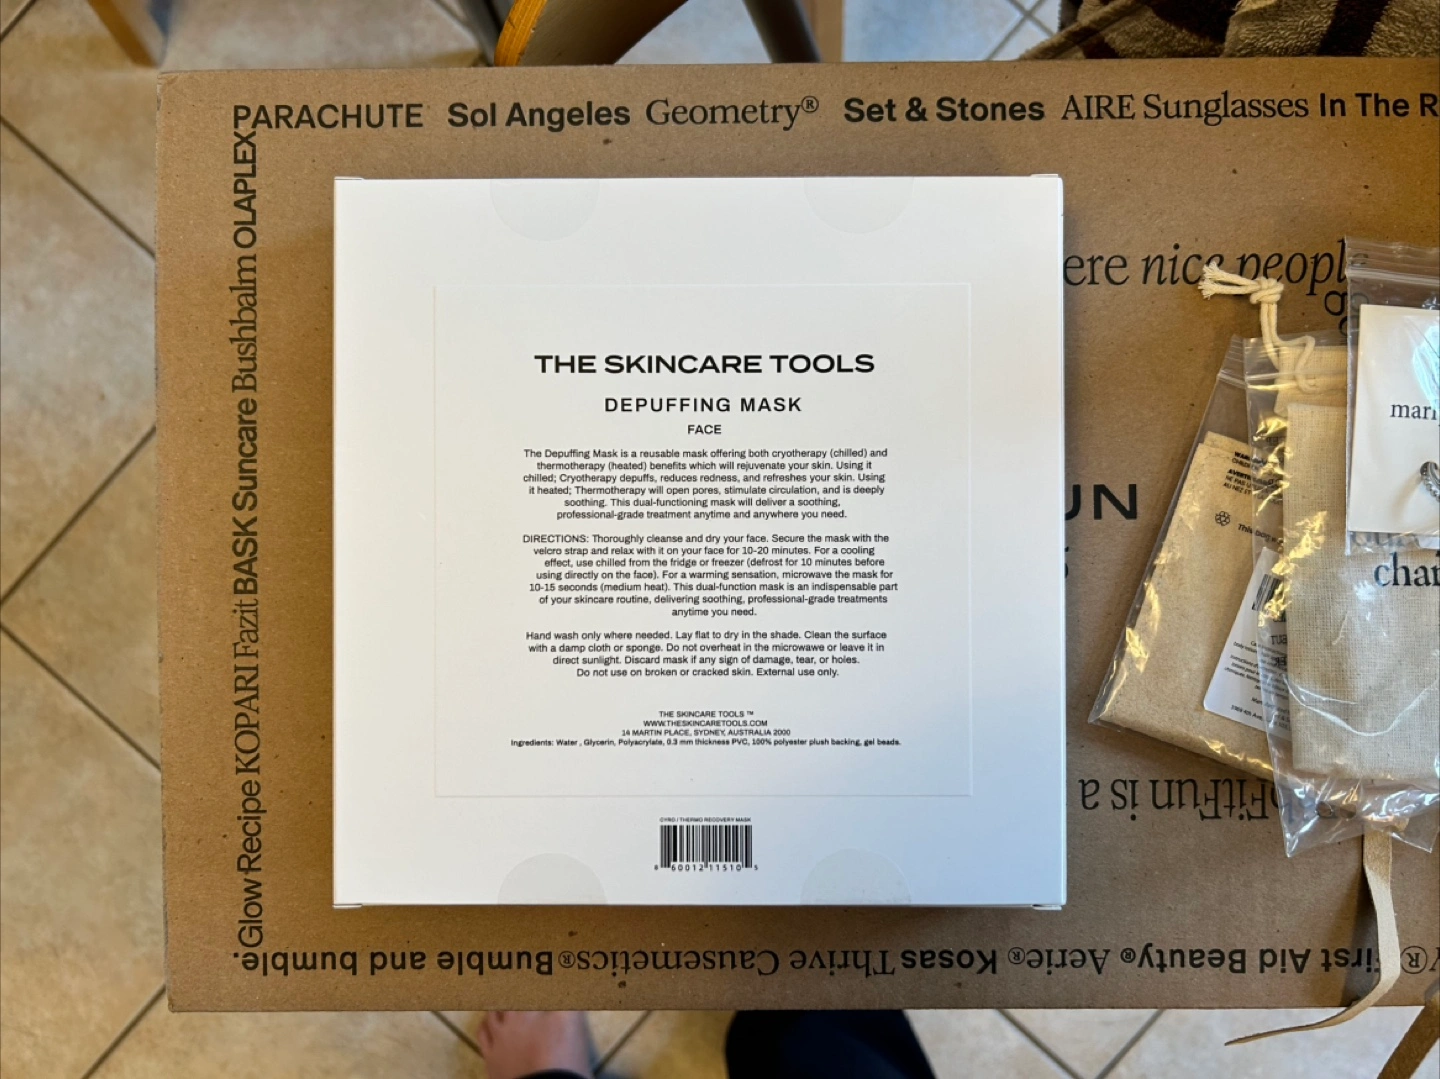 PARACHUTE Sol Angeles Geometry® Set & Stones AIRE Sunglasses In The R
Glow Recipe KOPARI Fazit BASK Suncare Bushbalm OLAPLEX
ere nice people
UN
THE SKINCARE TOOLS
DEPUFFING MASK
FACE
The Depuffing Mask is a reusable mask offering both cryotherapy (chilled) and
thermotherapy (heated) benefits which will rejuvenate your skin. Using it
chilled; Cryotherapy depuffs, reduces redness, and refreshes your skin. Using
it heated; Thermotherapy will open pores, stimulate circulation, and is deeply
soothing. This dual-functioning mask will deliver a soothing,
professional-grade treatment anytime and anywhere you need.
DIRECTIONS: Thoroughly cleanse and dry your face. Secure the mask with the
velcro strap and relax with it on your face for 10-20 minutes. For a cooling
effect, use chilled from the fridge or freezer (defrost for 10 minutes before
using directly on the face). For a warming sensation, microwave the mask for
10-15 seconds (medium heat). This dual-function mask is an indispensable part
of your skincare routine, delivering soothing, professional-grade treatments
anytime you need.
Hand wash only where needed. Lay flat to dry in the shade. Clean the surface
with a damp cloth or sponge. Do not overheat in the microwave or leave it in
direct sunlight. Discard mask if any sign of damage, tear, or holes.
Do not use on broken or cracked skin. External use only.
THE SKINCARE TOOLS ™
WWW.THESKINCARETOOLS.COM
14 MARTIN PLACE, SYDNEY, AUSTRALIA 2000
Ingredients: Water , Glycerin, Polyacrylate, 0.3 mm thickness PVC, 100% polyester plush backing, gel beads.
CYRO / THERMO RECOVERY MASK
8 60012 11510 5
mari
char
FitFun is a
irst Aid Beauty® Aerie® Kosas Thrive Causemetics® Bumble and bumble.